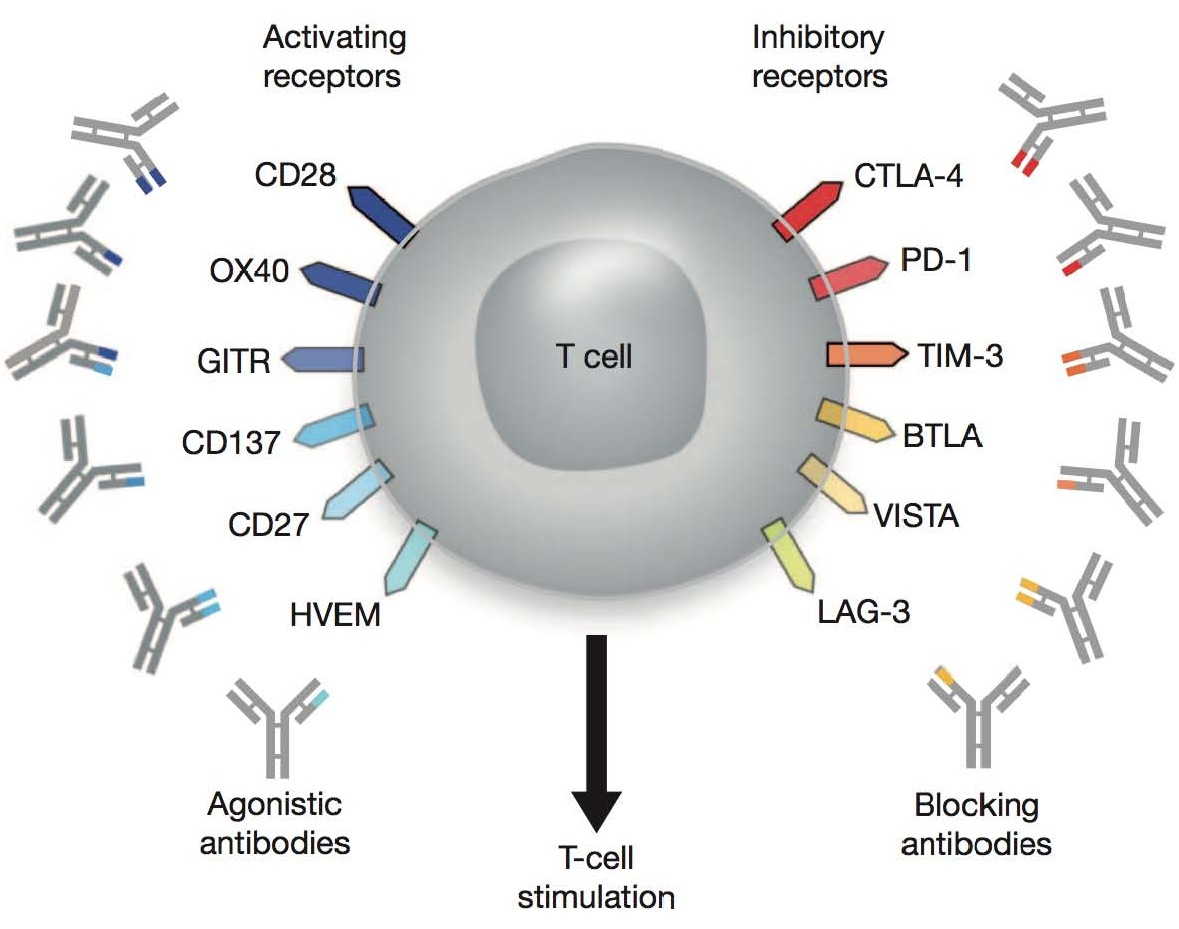 Activating
receptors
Inhibitory
receptors
CD28
OX40
GITR
CD137
CD27
HVEM
T cell
CTLA-4
PD-1
TIM-3
BTLA
VISTA
LAG-3
Agonistic
antibodies
T-cell
stimulation
Blocking
antibodies